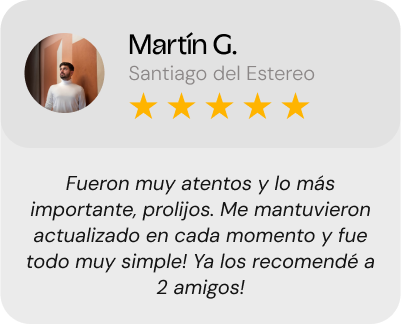 Martín G.
Santiago del Estereo
Fueron muy atentos y lo más
importante, prolijos. Me mantuvieron
actualizado en cada momento y fue
todo muy simple! Ya los recomendé a
2 amigos!